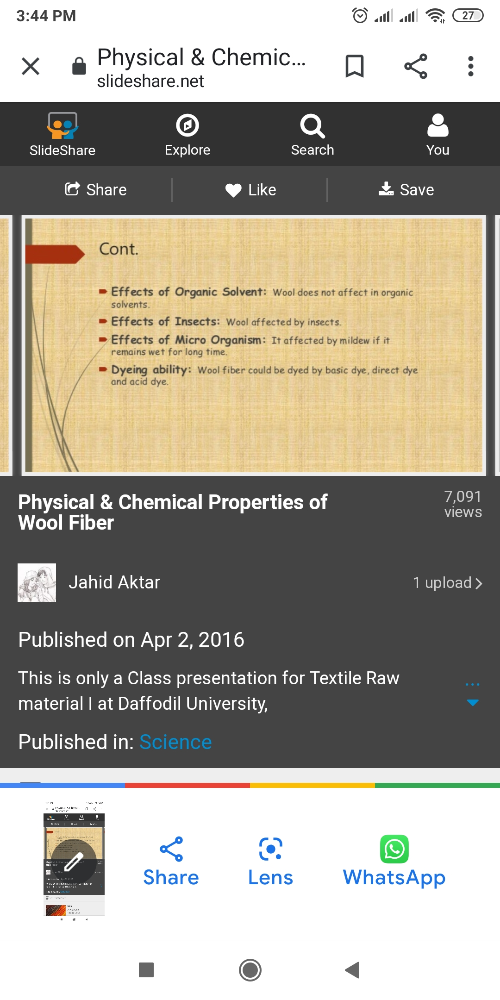 3:44 PM
27
Physical & Chemic...
slideshare.net
SlideShare
Explore
Search
You
Share
Like
Save
Cont.
Effects of Organic Solvent: Wool does not affect in organic
solvents.
Effects of Insects: Wool affected by insects.
Effects of Micro Organism: It affected by mildew if it
remains wet for long time.
Dyeing ability: Wool fiber could be dyed by basic dye, direct dye
and acid dye.
Physical & Chemical Properties of
Wool Fiber
7,091
views
Jahid Aktar
1 upload
Published on Apr 2, 2016
This is only a Class presentation for Textile Raw
material I at Daffodil University,
...
Published in: Science
Share
Lens
WhatsApp